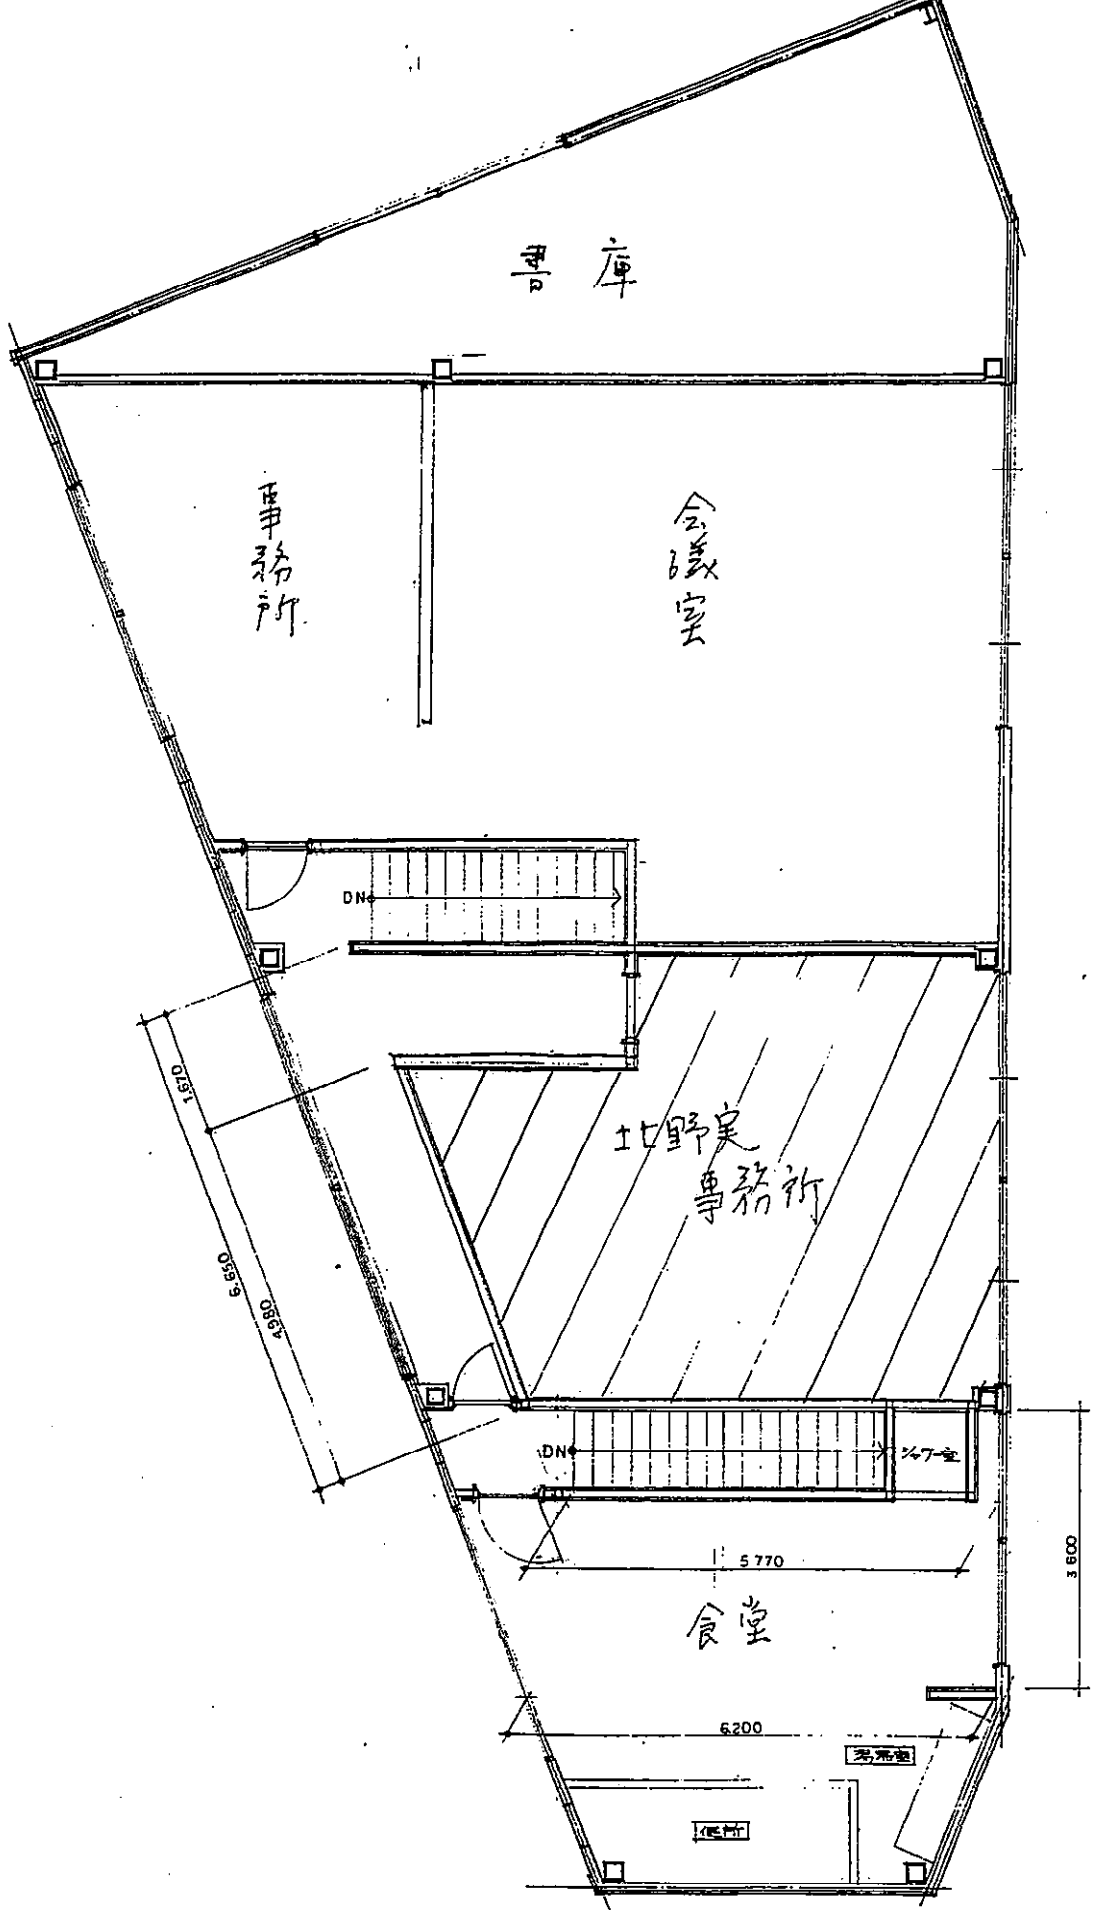 書庫
事務所
会議室
DN
1.670
6.650
4.980
北野実
事務所
DN
シャワー室
5.770
3.600
食堂
6.200
湯沸室
便所